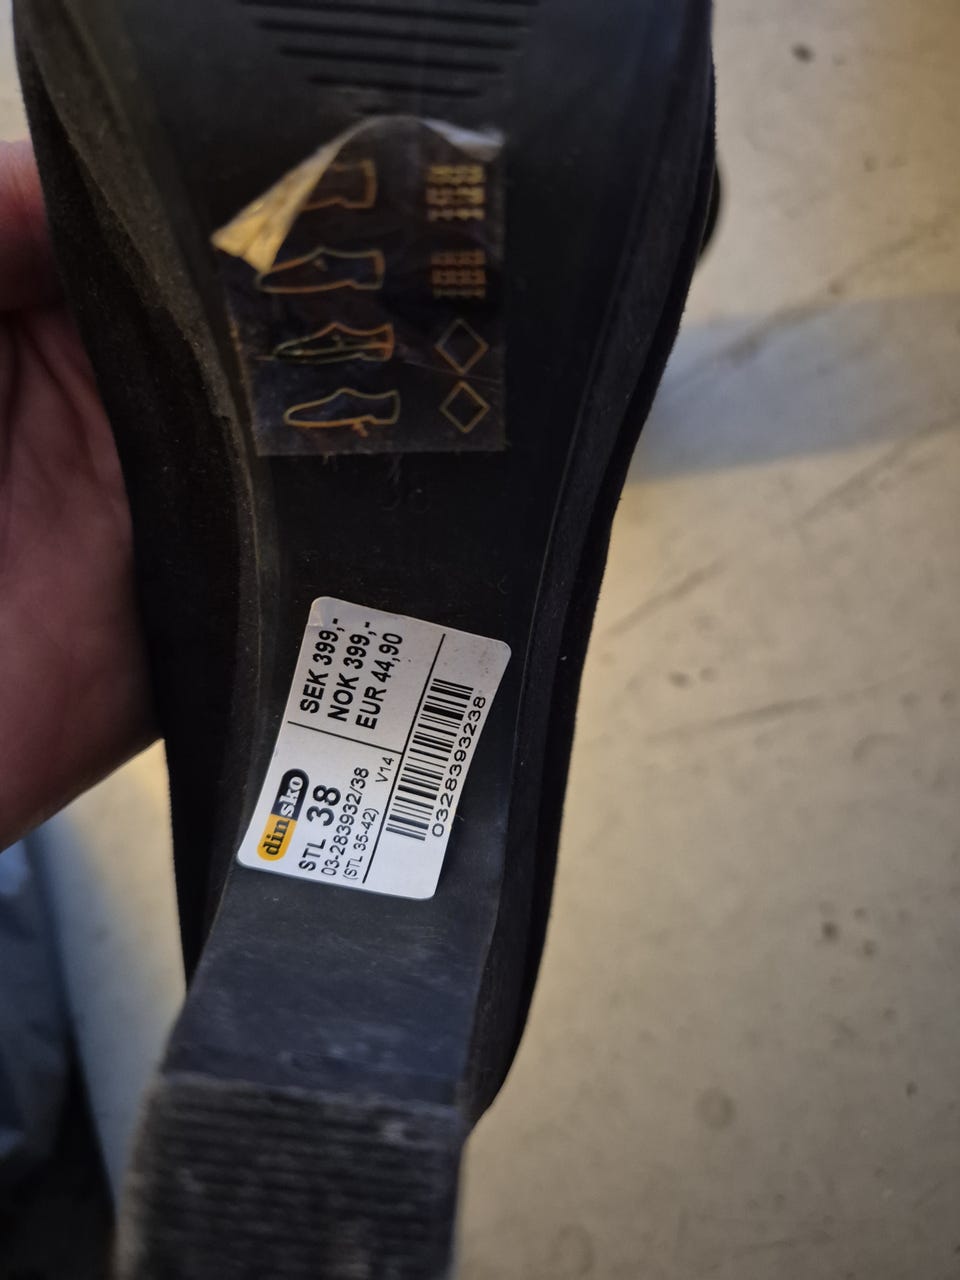 SEK 399,-
NOK 399,-
EUR 44,90
dinsko
STL 38
03-283932/38
(STL 35-42)
V14
0328393238